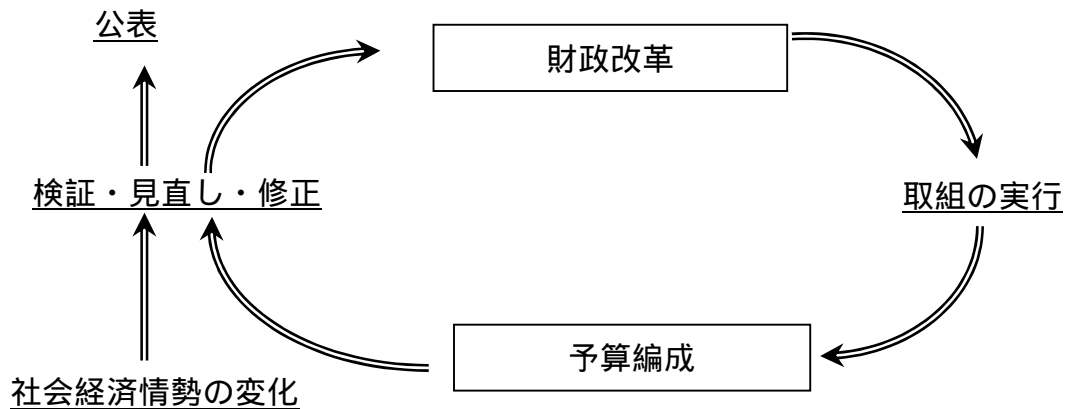 公表
財政改革
検証・見直し・修正
取組の実行
予算編成
社会経済情勢の変化